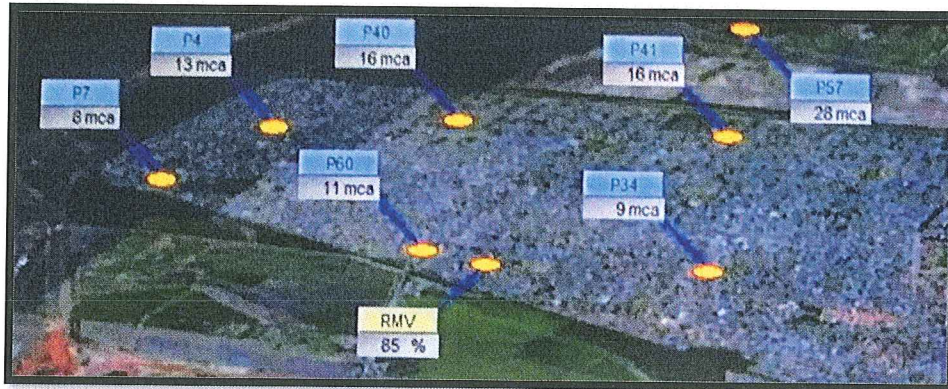 P40
16 mca
P4
13 mca
P41
16 mca
P7
8 mca
P57
28 mca
P60
11 mca
P34
9 mca
RMV
85 %